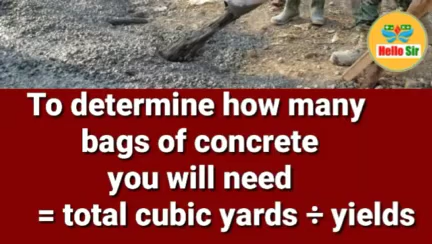 Hello Sir
To determine how many
bags of concrete
you will need
= total cubic yards ÷ yields